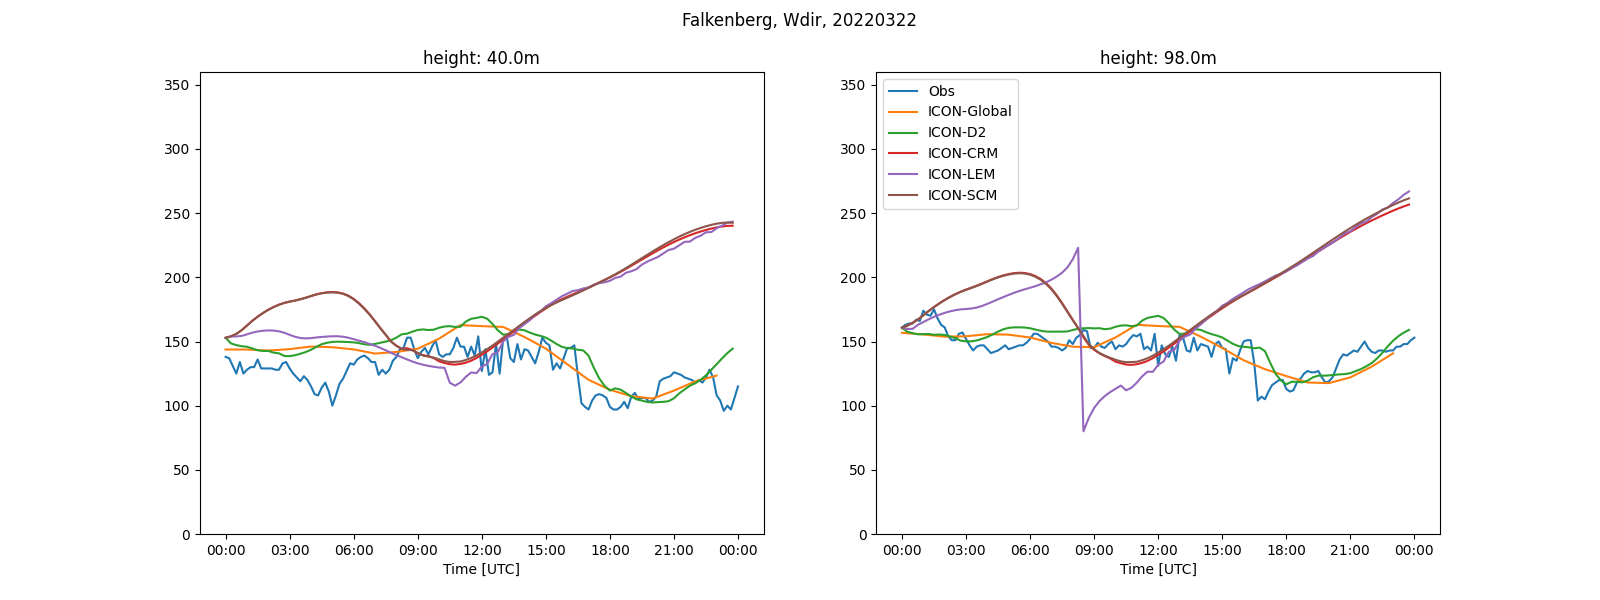 Falkenberg, Wdir, 20220322
height: 40.0m
350
300
250
200
150
100
50
0
00:00 03:00 06:00 09:00 12:00 15:00 18:00 21:00 00:00
Time [UTC]
height: 98.0m
350
300
250
200
150
100
50
0
Obs
ICON-Global
ICON-D2
ICON-CRM
ICON-LEM
ICON-SCM
00:00 03:00 06:00 09:00 12:00 15:00 18:00 21:00 00:00
Time [UTC]